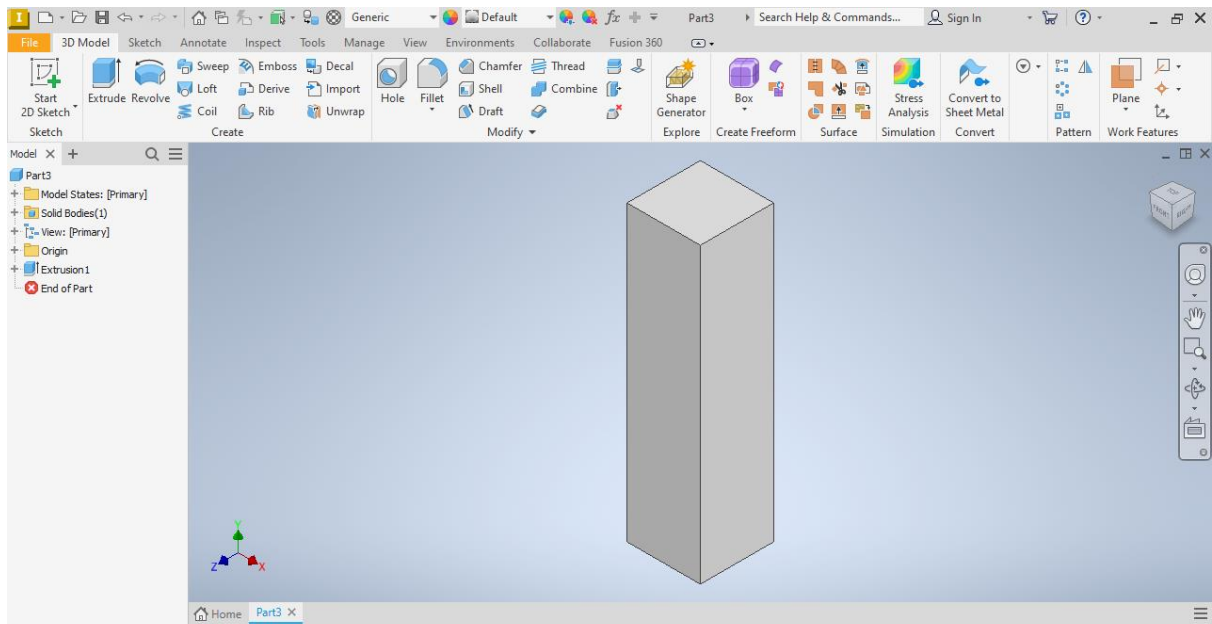 I Generic Default fx Part3 Search Help & Commands... Sign In ?
File 3D Model Sketch Annotate Inspect Tools Manage View Environments Collaborate Fusion 360
Sweep Emboss Decal Chamfer Thread
Loft Derive Import Shell Combine
Coil Rib Unwrap Draft
Start
2D Sketch
Extrude Revolve
Hole Fillet
Shape
Generator
Box
Stress
Analysis
Convert to
Sheet Metal
Plane
Sketch Create Modify Explore Create Freeform Surface Simulation Convert Pattern Work Features
Model × +
Part3
Model States: [Primary]
Solid Bodies(1)
View: [Primary]
Origin
Extrusion1
End of Part
TOP
FRONT RIGHT
Y
Z X
Home Part3 ×